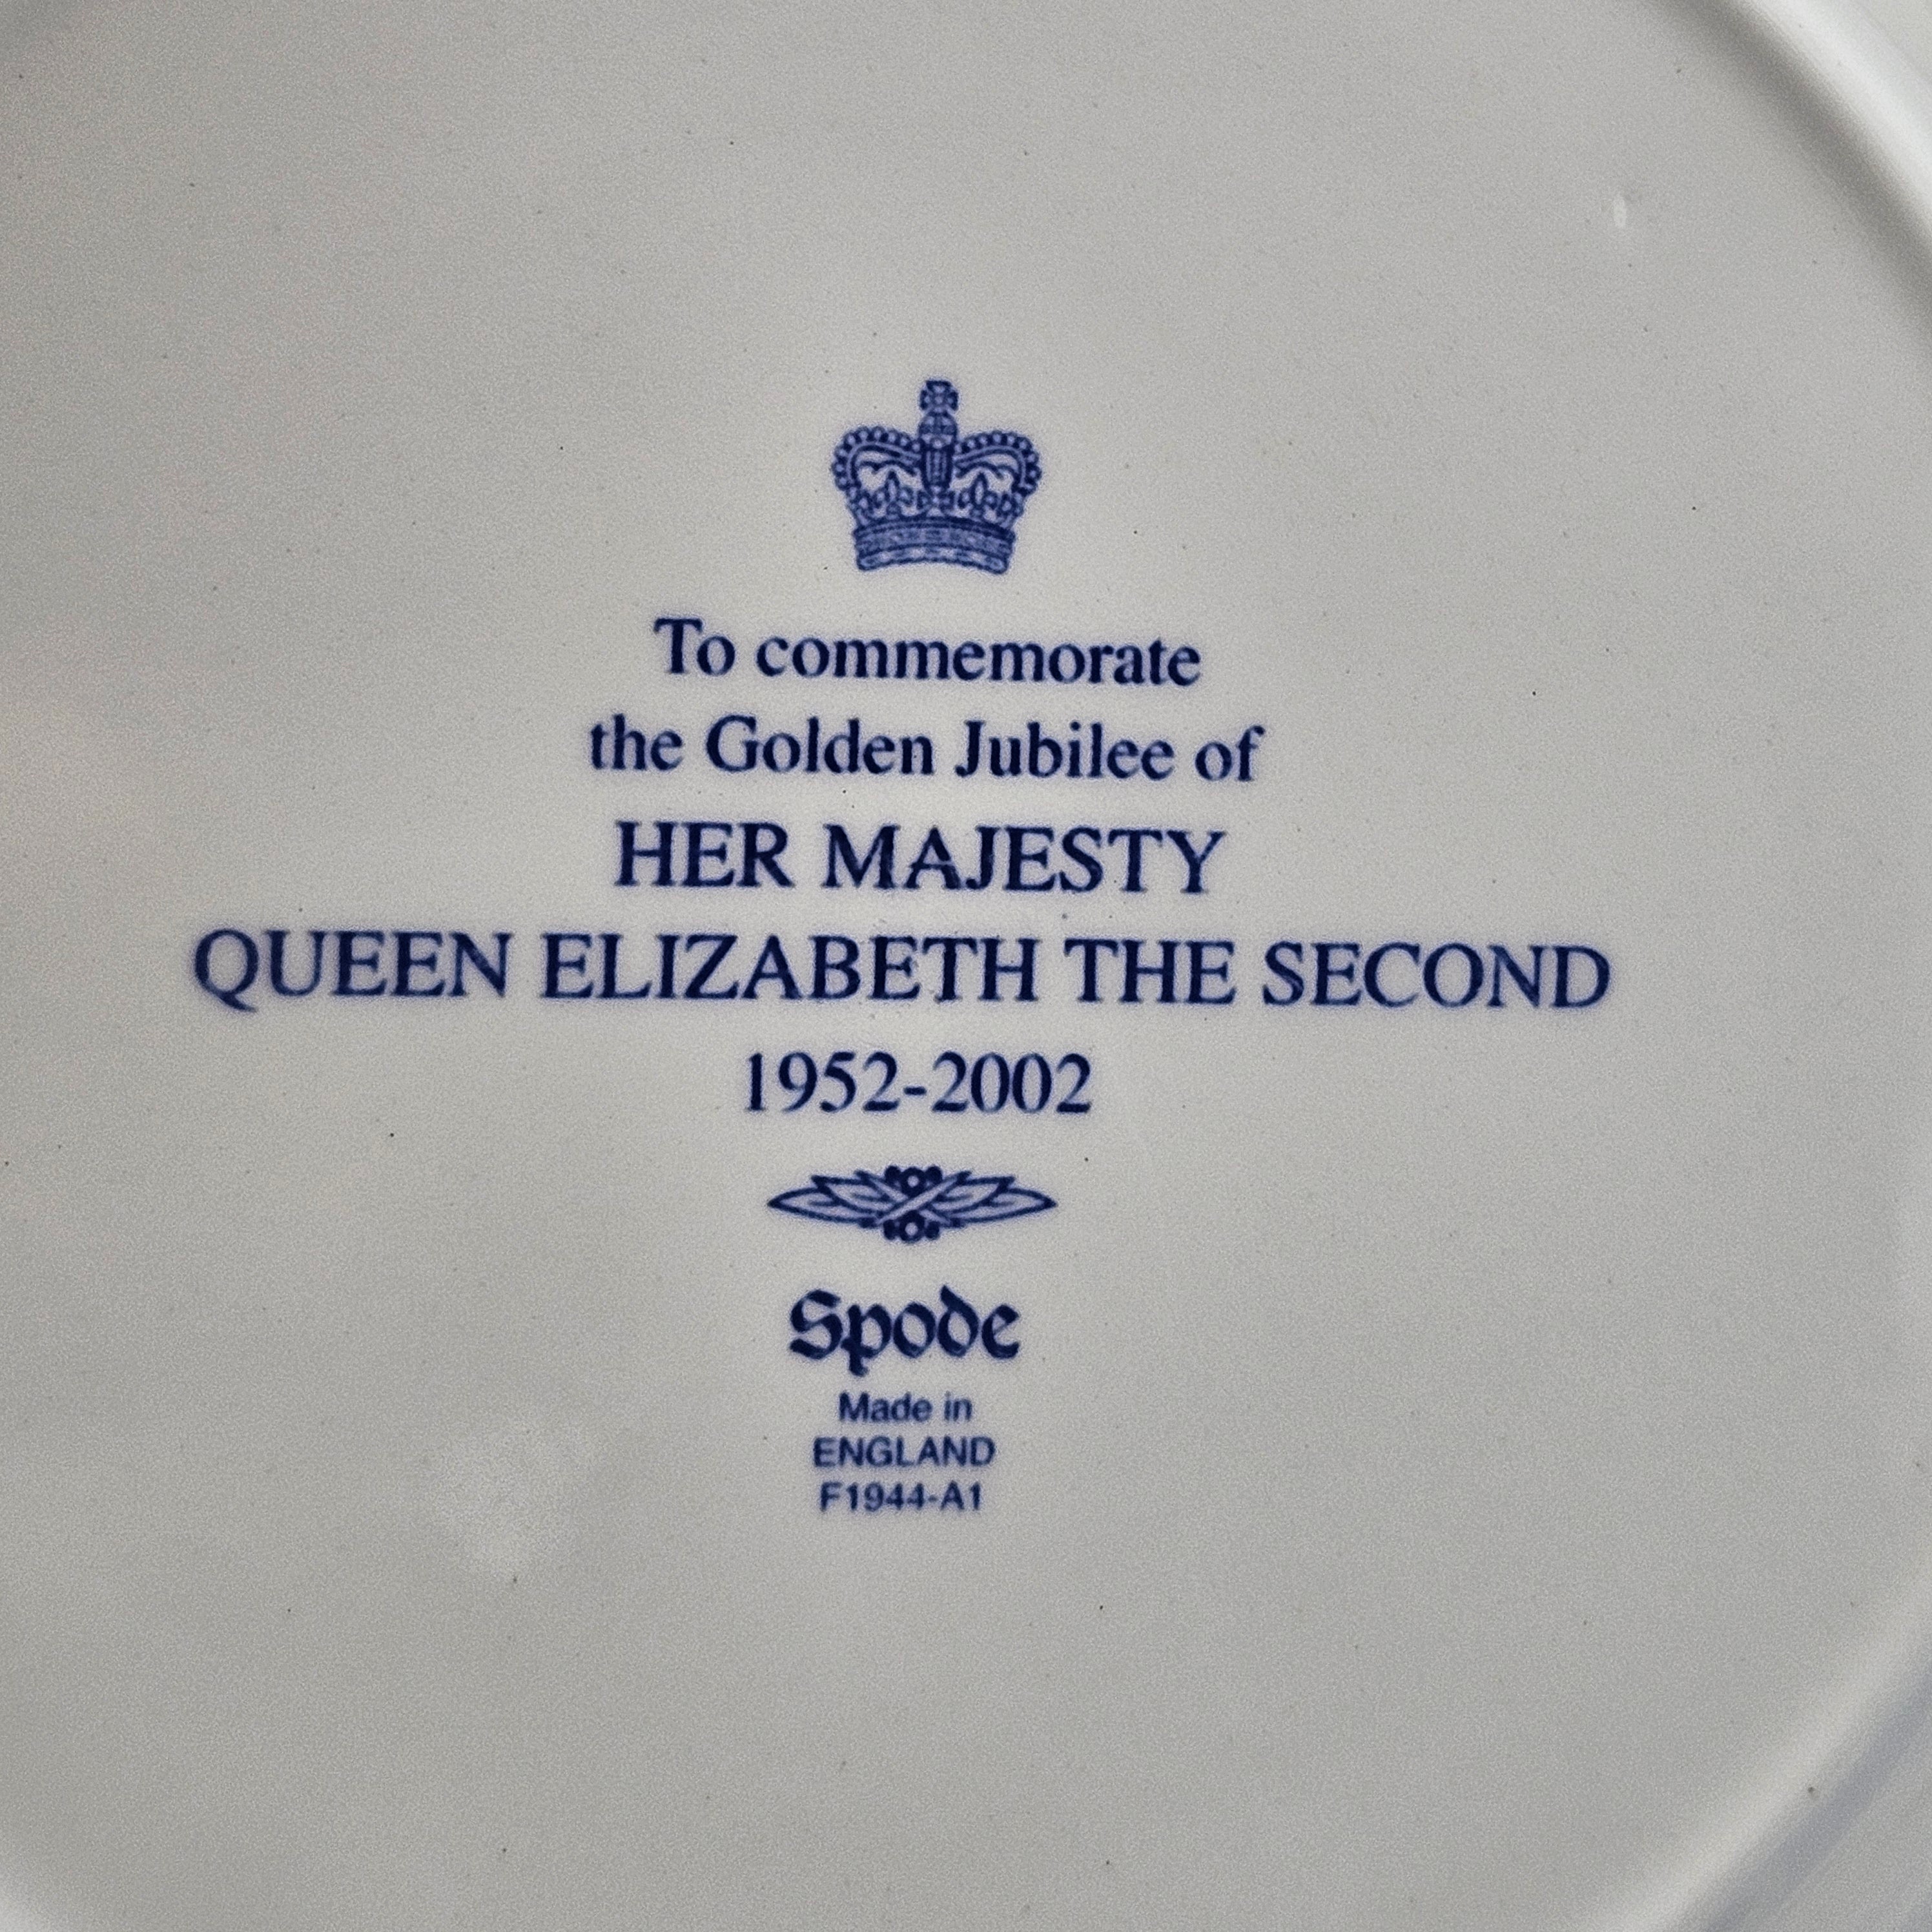 To commemorate
the Golden Jubilee of
HER MAJESTY
QUEEN ELIZABETH THE SECOND
1952-2002
Spode
Made in
ENGLAND
F1944-A1